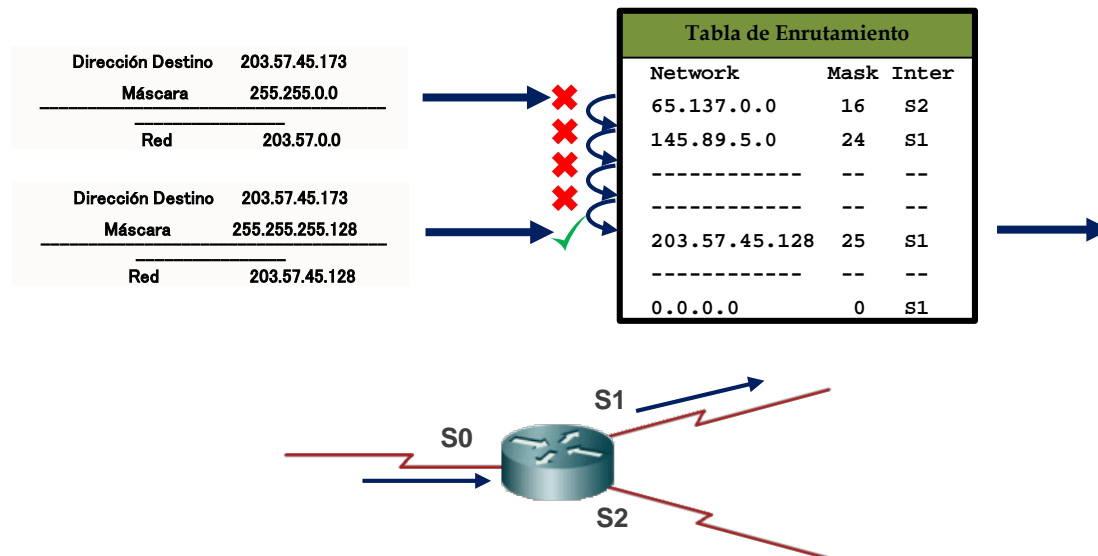 Dirección Destino 203.57.45.173
Máscara 255.255.0.0
Red 203.57.0.0
Dirección Destino 203.57.45.173
Máscara 255.255.255.128
Red 203.57.45.128
Tabla de Enrutamiento
Network Mask Inter
65.137.0.0 16 S2
145.89.5.0 24 S1
------------ -- --
------------ -- --
203.57.45.128 25 S1
------------ -- --
0.0.0.0 0 S1
S1
S0
S2